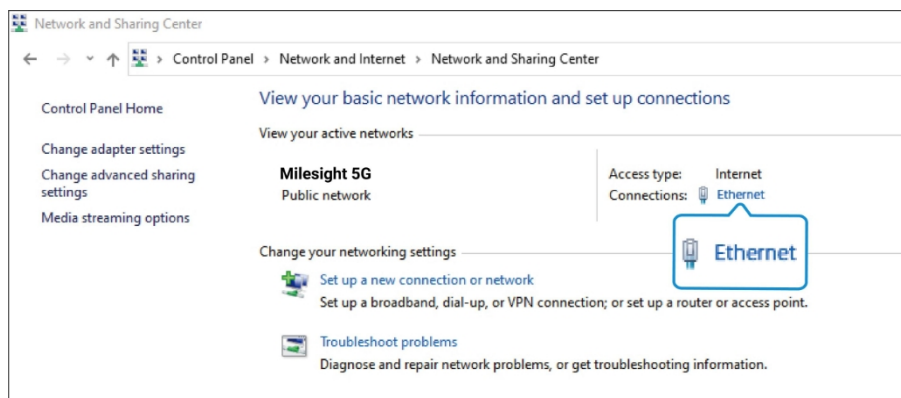 Network and Sharing Center
Control Panel > Network and Internet > Network and Sharing Center
Control Panel Home
Change adapter settings
Change advanced sharing
settings
Media streaming options
View your basic network information and set up connections
View your active networks
Milesight 5G
Public network
Access type: Internet
Connections: Ethernet
Ethernet
Change your networking settings
Set up a new connection or network
Set up a broadband, dial-up, or VPN connection; or set up a router or access point.
Troubleshoot problems
Diagnose and repair network problems, or get troubleshooting information.